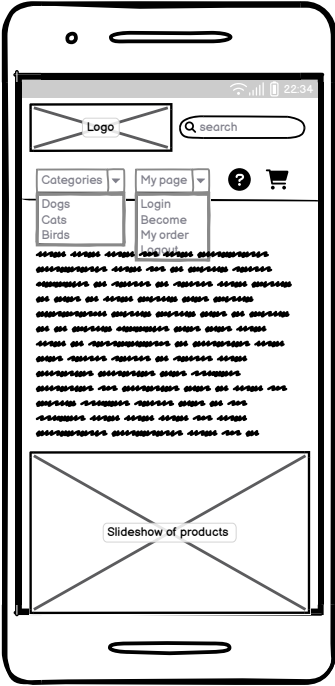 22:34
Logo
search
Categories
My page
?
Dogs
Cats
Birds
Login
Become
My order
Logout
Slideshow of products